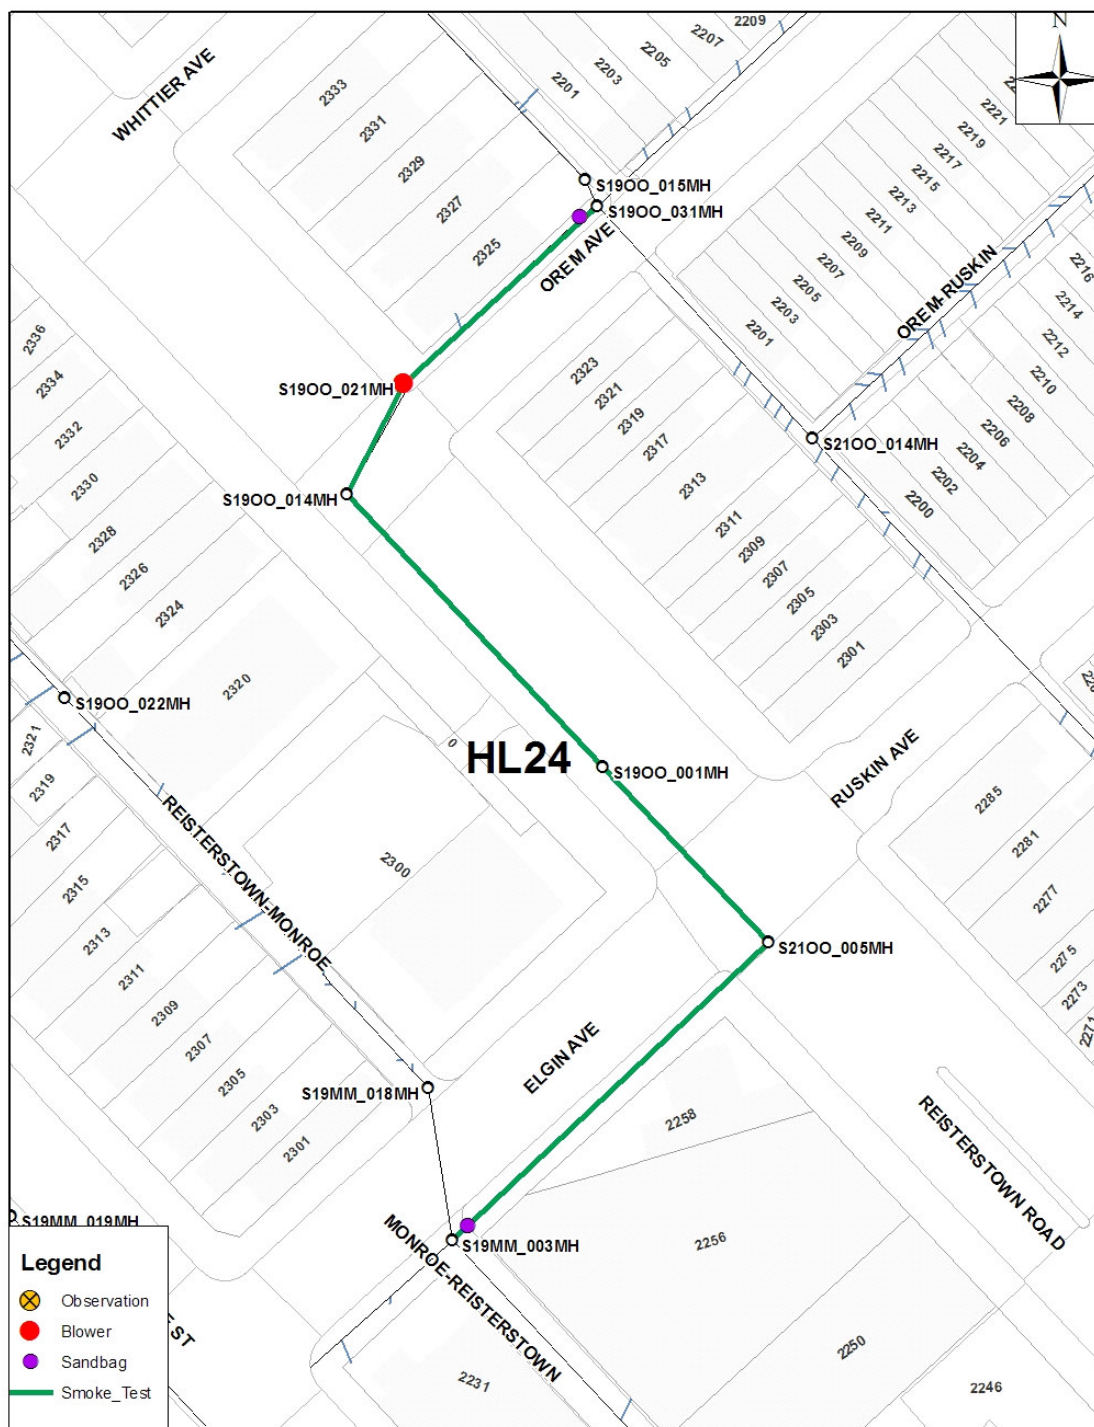 2209
N
2207
2205
2203
2201
WHITTIER AVE
2333
2331
2329
2327
2325
2221
2219
2217
2215
2213
2211
2209
2207
2205
2203
2201
S19OO_015MH
S19OO_031MH
OREM AVE
OREM-RUSKIN
2216
2214
2212
2210
2208
2206
2204
2202
2200
2336
2334
2332
2330
2328
2326
2324
2320
S19OO_021MH
2323
2321
2319
2317
2313
2311
2309
2307
2305
2303
2301
S21OO_014MH
S19OO_014MH
S19OO_022MH
2321
2319
2317
2315
2313
2311
2309
2307
2305
2303
2301
0
HL24
S19OO_001MH
RUSKIN AVE
2285
2281
2277
2275
2273
2271
REISTERSTOWN-MONROE
2300
S21OO_005MH
ELGIN AVE
S19MM_018MH
2258
REISTERSTOWN ROAD
S19MM_019MH
MONROE-REISTERSTOWN
S19MM_003MH
2256
2250
2246
2231
ST
Legend
Observation
Blower
Sandbag
Smoke_Test